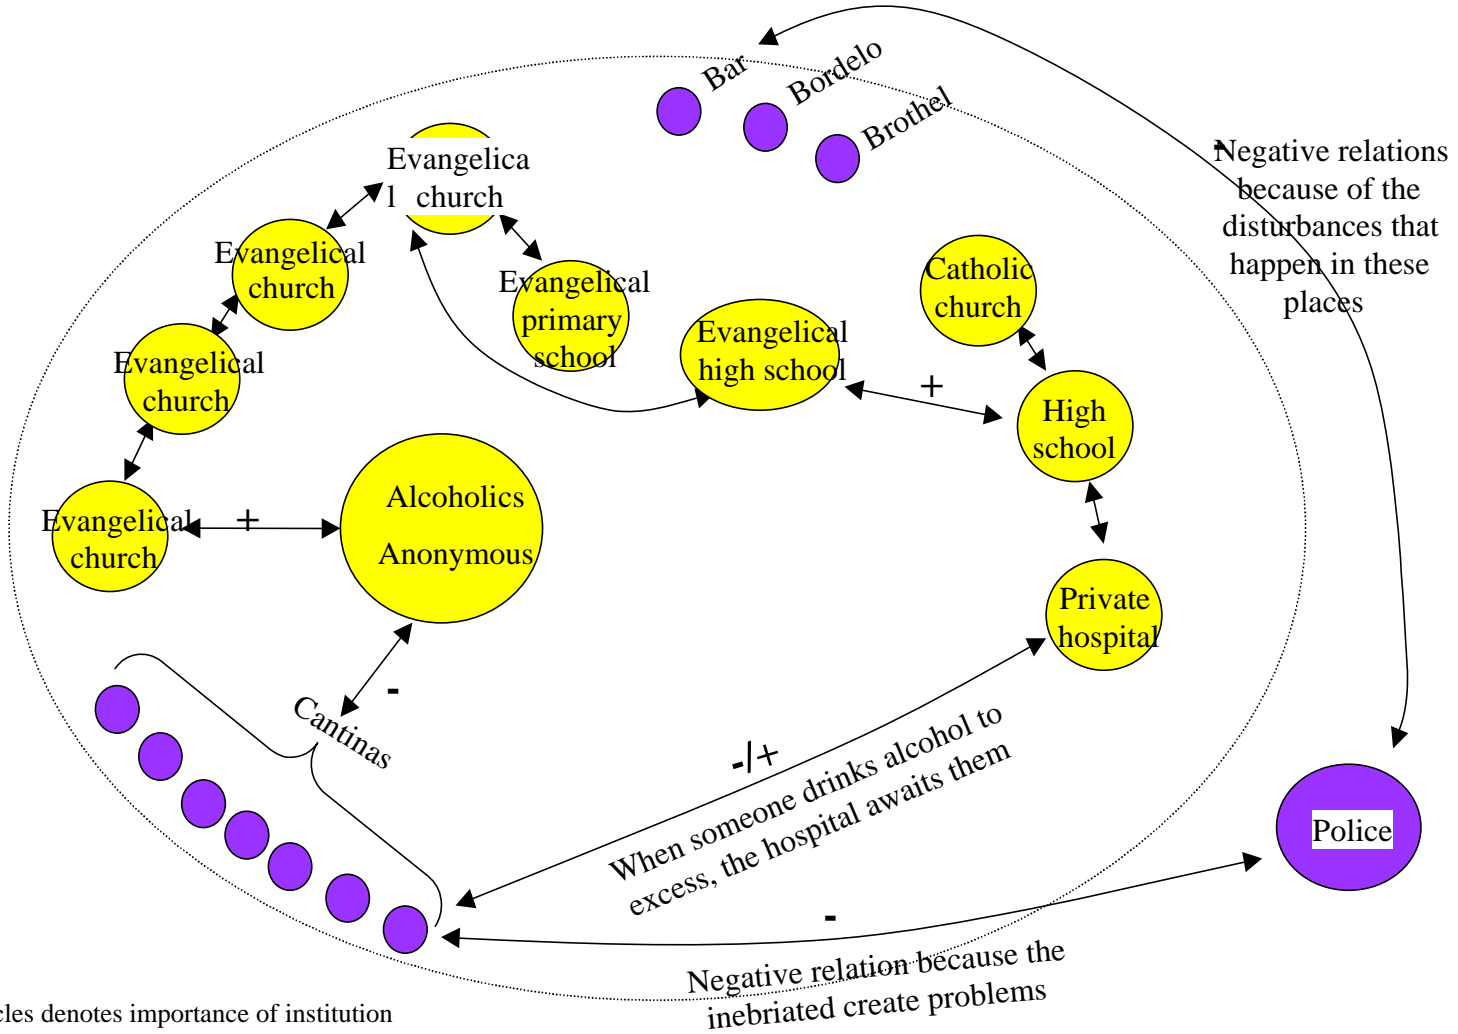 Bar
Bordelo
Brothel
-
Negative relations
because of the
disturbances that
happen in these
places
Evangelica
l church
Evangelical
church
Evangelical
primary
school
Catholic
church
Evangelical
high school
+
Evangelical
church
High
school
Alcoholics
Anonymous
Evangelical
church
+
Private
hospital
-
Cantinas
-/+
When someone drinks alcohol to
excess, the hospital awaits them
Police
-
Negative relation because the
inebriated create problems
cles denotes importance of institution